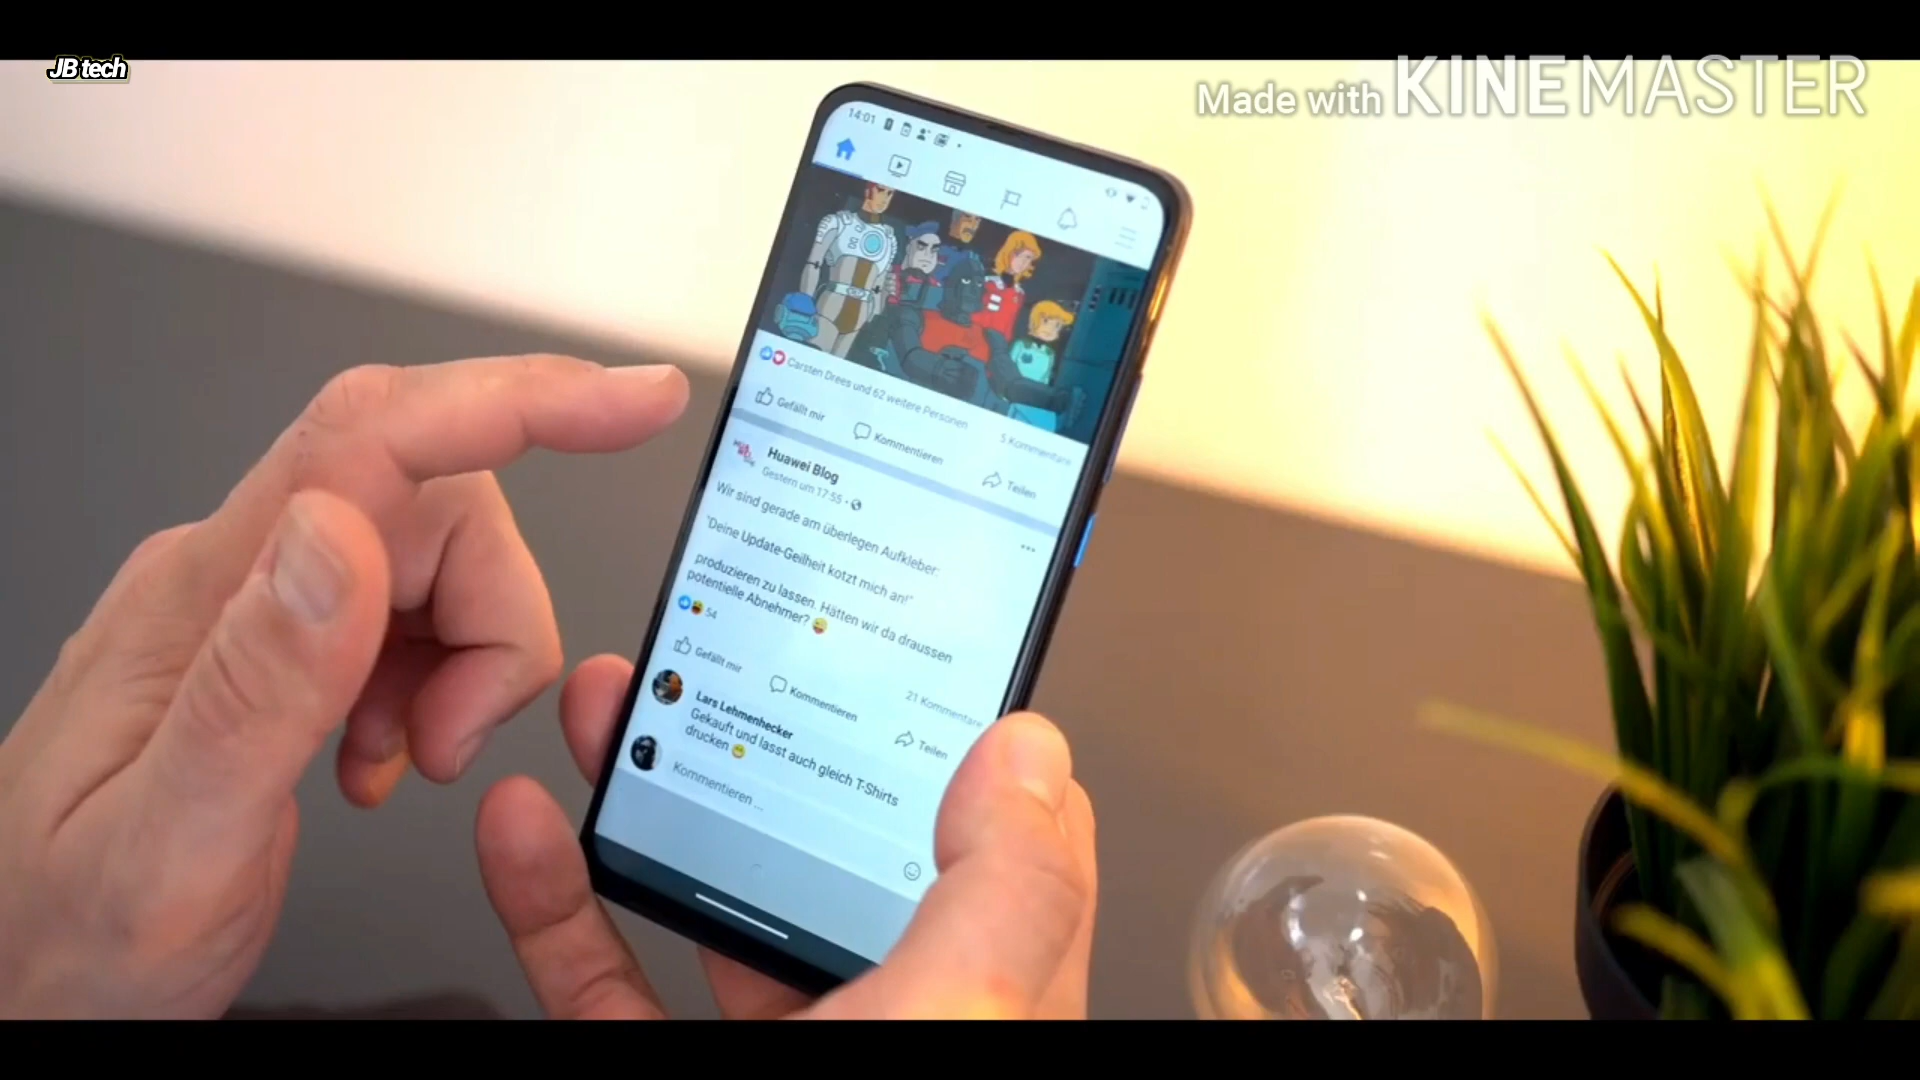 JB tech
Made with KINEMASTER
14:01
Carsten Drees und 62 weitere Personen
5 Kommentare
Gefällt mir
Kommentieren
Teilen
Huawei Blog
Gestern um 17:55 ·
Wir sind gerade am überlegen Aufkleber:
"Deine Update-Geilheit kotzt mich an!"
produzieren zu lassen. Hätten wir da draussen
potentielle Abnehmer? 😜
54
21 Kommentare
Gefällt mir
Kommentieren
Teilen
Lars Lehmenhecker
Gekauft und lasst auch gleich T-Shirts
drucken 😁
Kommentieren ...